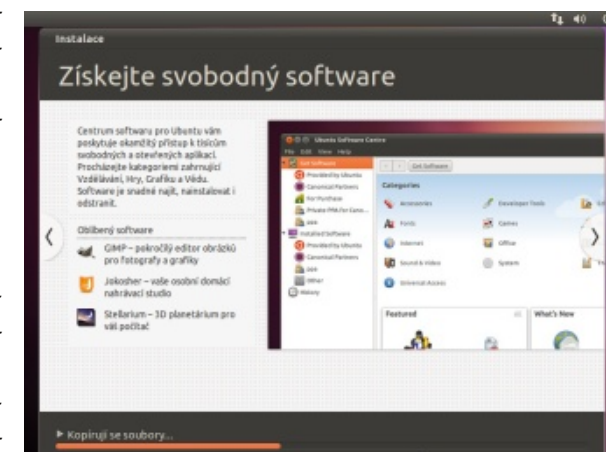 Instalace
Získejte svobodný software
Centrum softwaru pro Ubuntu vám
poskytuje okamžitý přístup k tisícům
svobodných a otevřených aplikací.
Procházejte kategoriemi zahrnující
Vzdělávání, Hry, Grafiku a Vědu.
Software je snadné najít, nainstalovat i
odstranit.
Oblíbený software
GIMP – pokročilý editor obrázků
pro fotografy a grafiky
Jokosher – vaše osobní domácí
nahrávací studio
Stellarium – 3D planetárium pro
váš počítač
Ubuntu Software Centre
File Edit View Help
Get Software
Provided by Ubuntu
Canonical Partners
For Purchase
Private PPA for Cano...
Installed Software
Provided by Ubuntu
Canonical Partners
Other
History
Get Software
Categories
Accessories
Developer Tools
Fonts
Games
Internet
Office
Sound & Video
System
Universal Access
Featured
What's New
Kopírují se soubory...